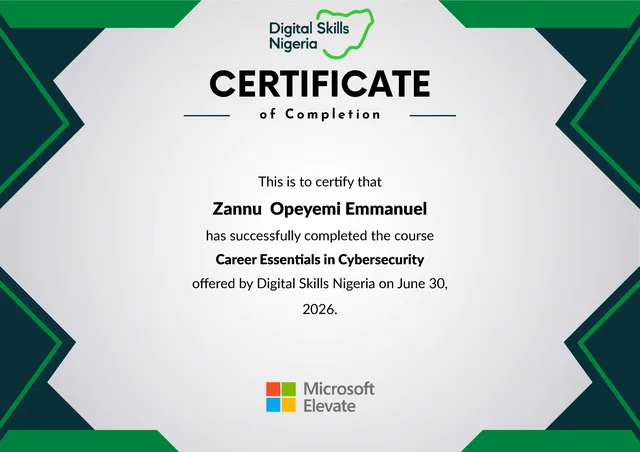 Digital Skills
Nigeria
CERTIFICATE
of Completion
This is to certify that
Zannu  Opeyemi Emmanuel
has successfully completed the course
Career Essentials in Cybersecurity
offered by Digital Skills Nigeria on June 30,
2026.
Microsoft
Elevate